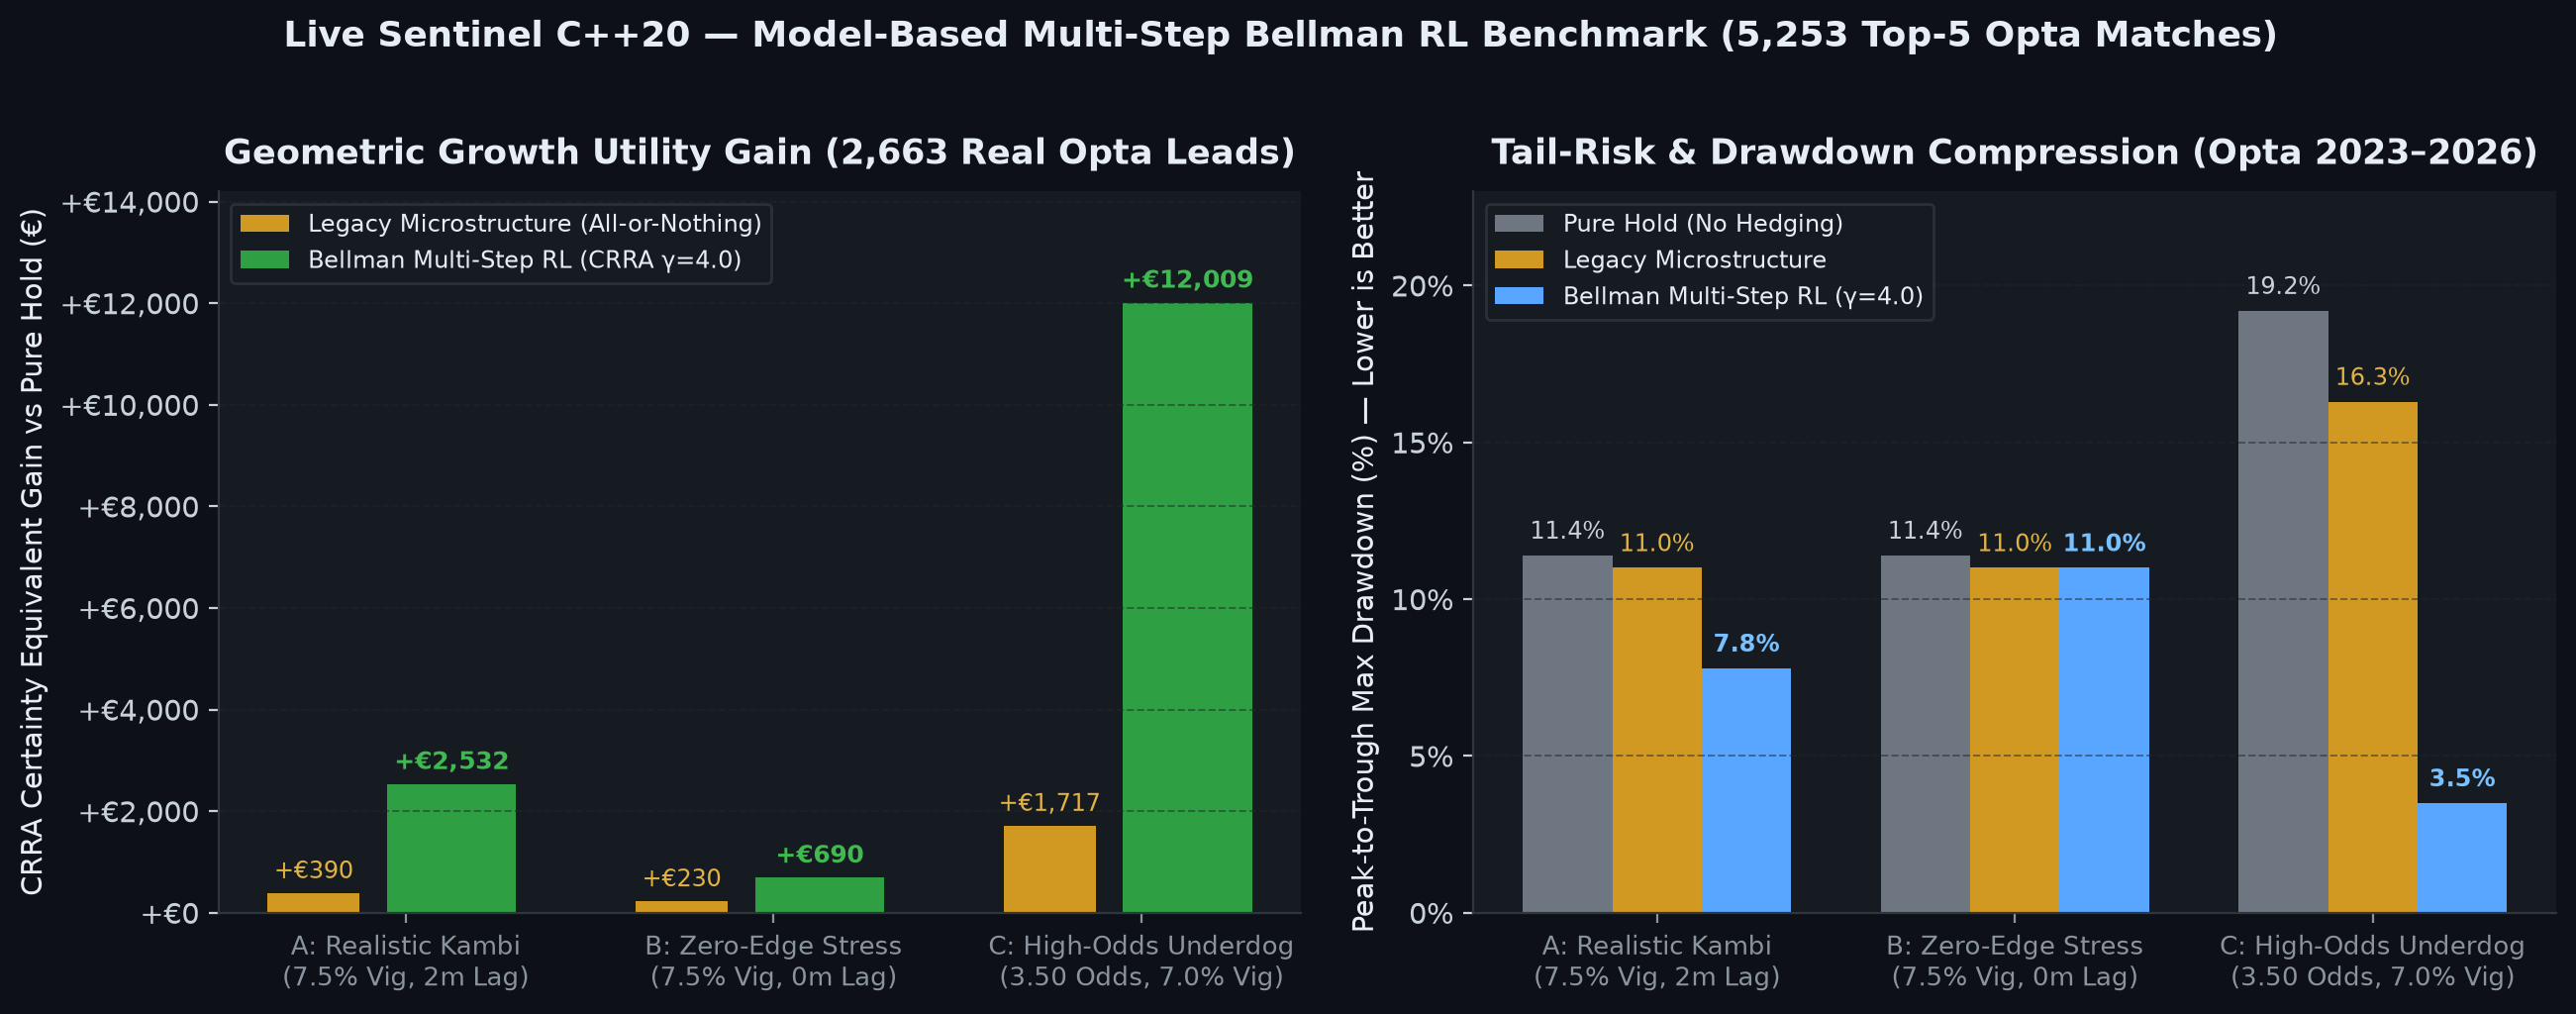 Live Sentinel C++20 — Model-Based Multi-Step Bellman RL Benchmark (5,253 Top-5 Opta Matches)
Geometric Growth Utility Gain (2,663 Real Opta Leads)
CRRA Certainty Equivalent Gain vs Pure Hold (€)
+€14,000
+€12,000
+€10,000
+€8,000
+€6,000
+€4,000
+€2,000
+€0
Legacy Microstructure (All-or-Nothing)
Bellman Multi-Step RL (CRRA γ=4.0)
+€390
+€2,532
+€230
+€690
+€1,717
+€12,009
A: Realistic Kambi
(7.5% Vig, 2m Lag)
B: Zero-Edge Stress
(7.5% Vig, 0m Lag)
C: High-Odds Underdog
(3.50 Odds, 7.0% Vig)
Tail-Risk & Drawdown Compression (Opta 2023–2026)
Peak-to-Trough Max Drawdown (%) — Lower is Better
20%
15%
10%
5%
0%
Pure Hold (No Hedging)
Legacy Microstructure
Bellman Multi-Step RL (γ=4.0)
11.4%
11.0%
7.8%
11.4%
11.0%
11.0%
19.2%
16.3%
3.5%
A: Realistic Kambi
(7.5% Vig, 2m Lag)
B: Zero-Edge Stress
(7.5% Vig, 0m Lag)
C: High-Odds Underdog
(3.50 Odds, 7.0% Vig)